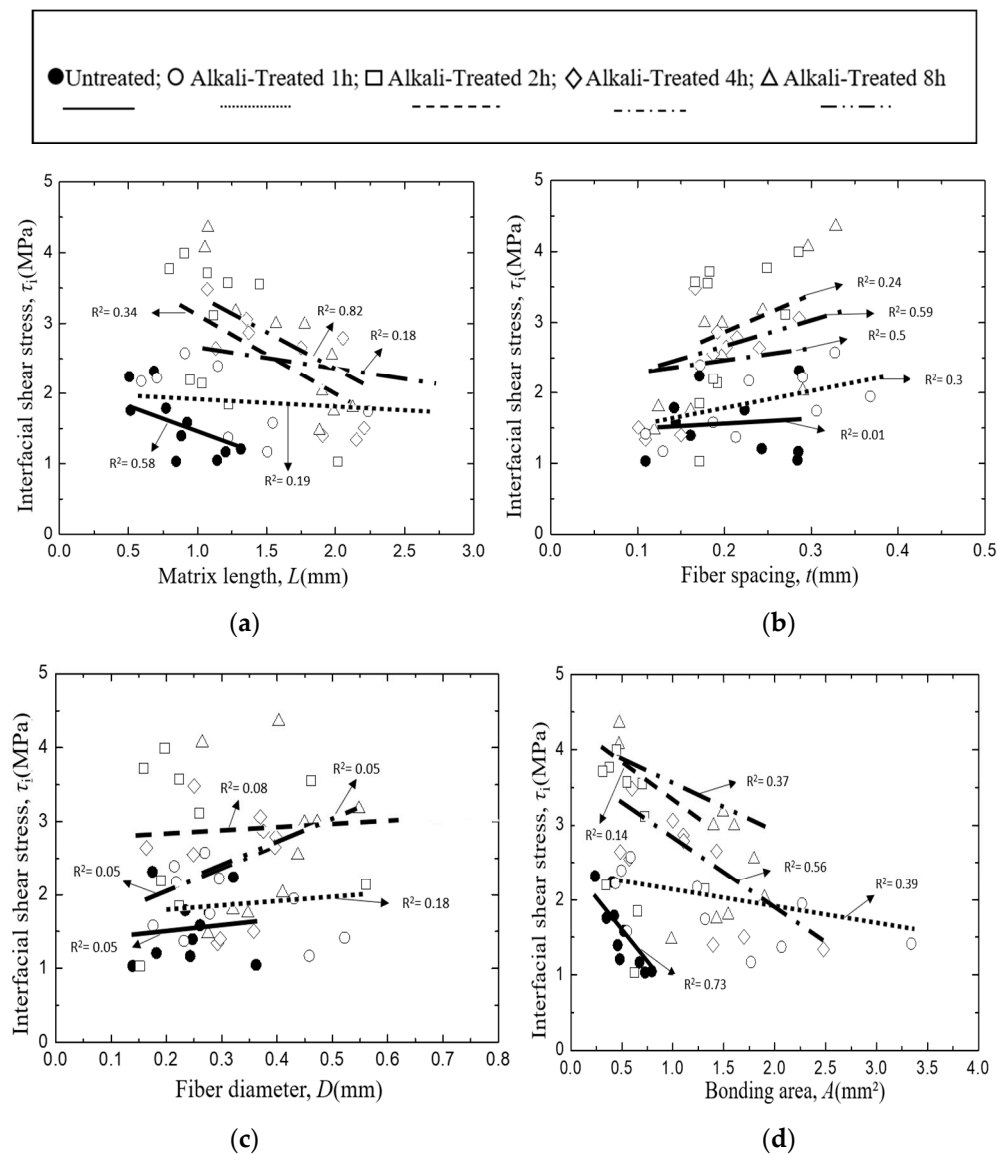 ●Untreated; ○ Alkali-Treated 1h; □ Alkali-Treated 2h; ◇ Alkali-Treated 4h; △ Alkali-Treated 8h
Interfacial shear stress, τi(MPa)
5
4
3
2
1
0
R²= 0.34
R²= 0.82
R²= 0.18
R²= 0.58
R²= 0.19
0.0 0.5 1.0 1.5 2.0 2.5 3.0
Matrix length, L(mm)
(a)
Interfacial shear stress, τi(MPa)
5
4
3
2
1
0
R²= 0.24
R²= 0.59
R²= 0.5
R²= 0.3
R²= 0.01
0.0 0.1 0.2 0.3 0.4 0.5
Fiber spacing, t(mm)
(b)
Interfacial shear stress, τi(MPa)
5
4
3
2
1
0
R²= 0.08
R²= 0.05
R²= 0.05
R²= 0.18
R²= 0.05
0.0 0.1 0.2 0.3 0.4 0.5 0.6 0.7 0.8
Fiber diameter, D(mm)
(c)
Interfacial shear stress, τi(MPa)
5
4
3
2
1
0
R²= 0.37
R²= 0.14
R²= 0.56
R²= 0.39
R²= 0.73
0.0 0.5 1.0 1.5 2.0 2.5 3.0 3.5 4.0
Bonding area, A(mm²)
(d)